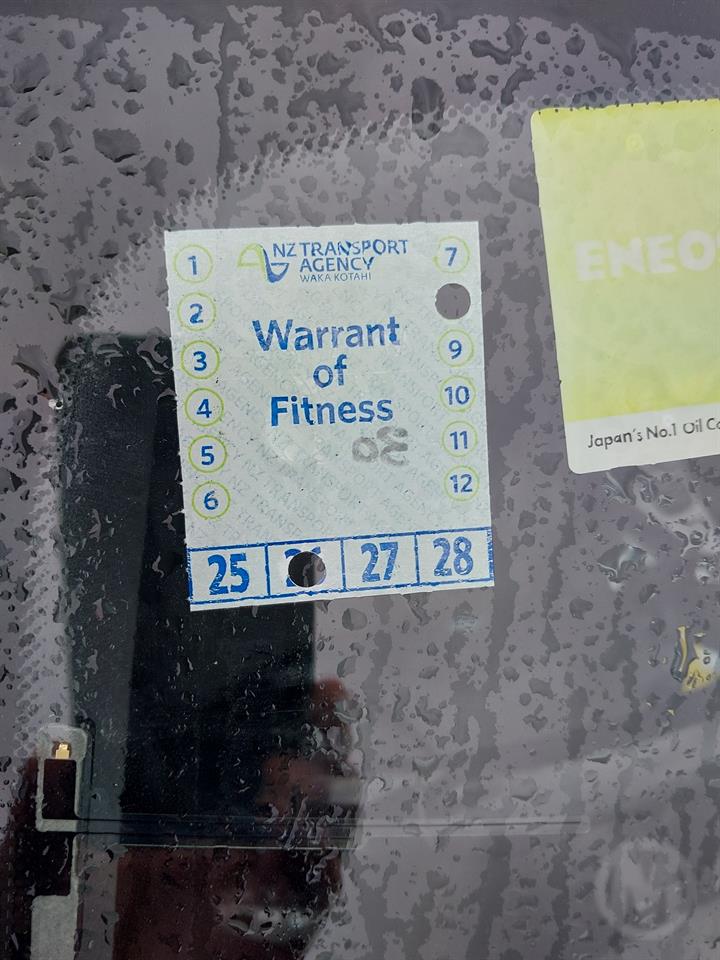 NZ TRANSPORT
AGENCY
WAKA KOTAHI
Warrant
of
Fitness
1
2
3
4
5
6
7
9
10
11
12
25
27 28
ENEO
Japan's No.1 Oil Co